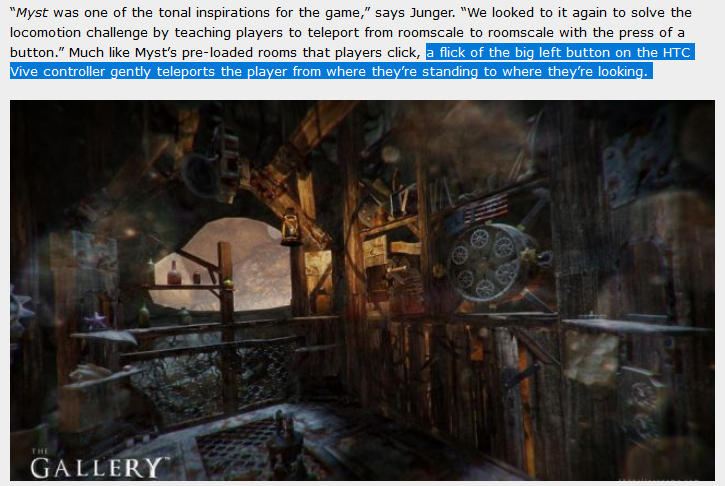 “Myst was one of the tonal inspirations for the game,” says Junger. “We looked to it again to solve the
locomotion challenge by teaching players to teleport from roomscale to roomscale with the press of a
button.” Much like Myst’s pre-loaded rooms that players click, a flick of the big left button on the HTC
Vive controller gently teleports the player from where they’re standing to where they’re looking.
THE
GALLERY™